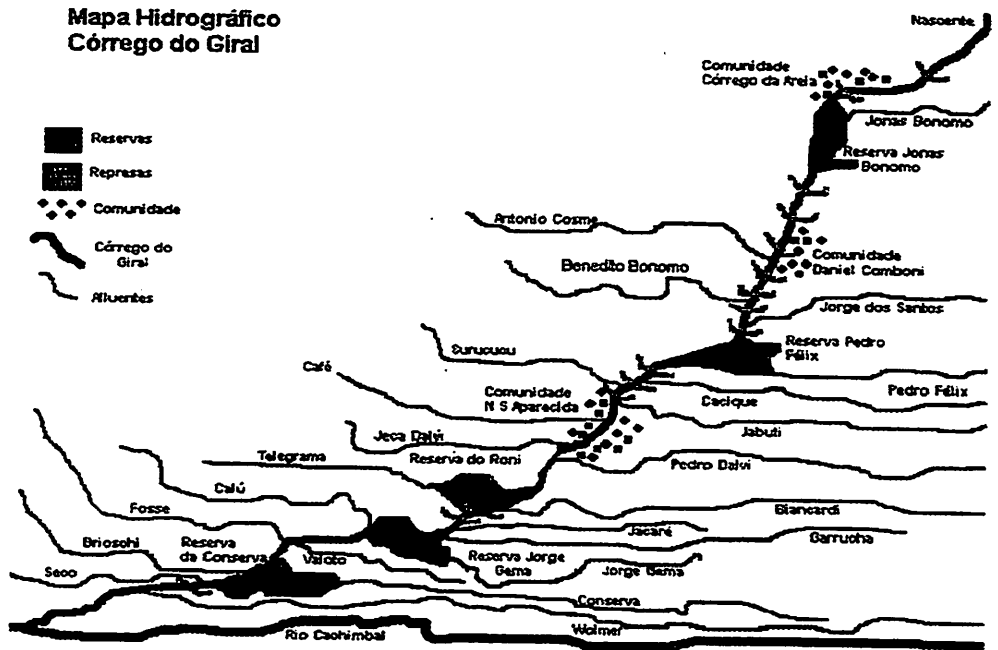 Mapa Hidrográfico
Córrego do Giral
Nascente
Comunidade
Córrego da Areia
Jonas Bonomo
Reserva Jonas
Bonomo
Reservas
Represas
Comunidade
Córrego do
Giral
Afluentes
Antonio Cosme
Benedito Bonomo
Comunidade
Daniel Comboni
Jorge dos Santos
Reserva Pedro
Félix
Surucucu
Café
Comunidade
N S Aparecida
Cacique
Pedro Félix
Jabuti
Jeca Dalvi
Telegrama
Reserva do Roni
Pedro Dalvi
Calú
Fosse
Biancardi
Jacaré
Garrucha
Brioschi
Reserva
da Conserva
Valoto
Reserva Jorge
Gema
Jorge Gema
Seco
Conserva
Wolmer
Rio Cachimbal